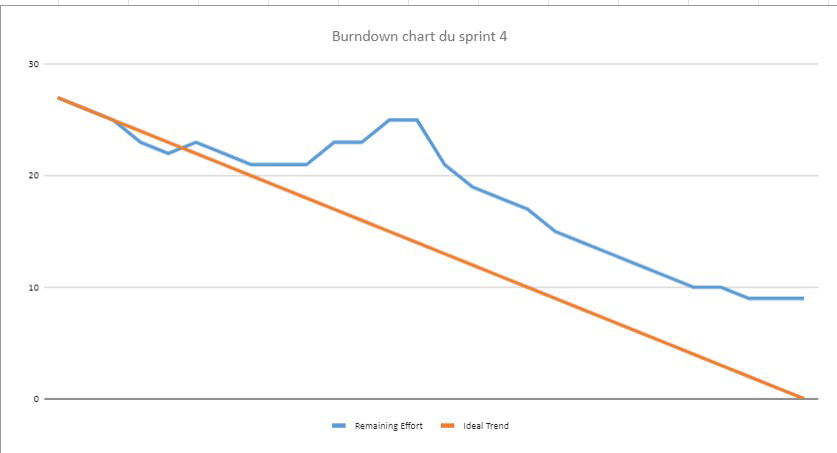 Burndown chart du sprint 4
30
20
10
0
Remaining Effort
Ideal Trend